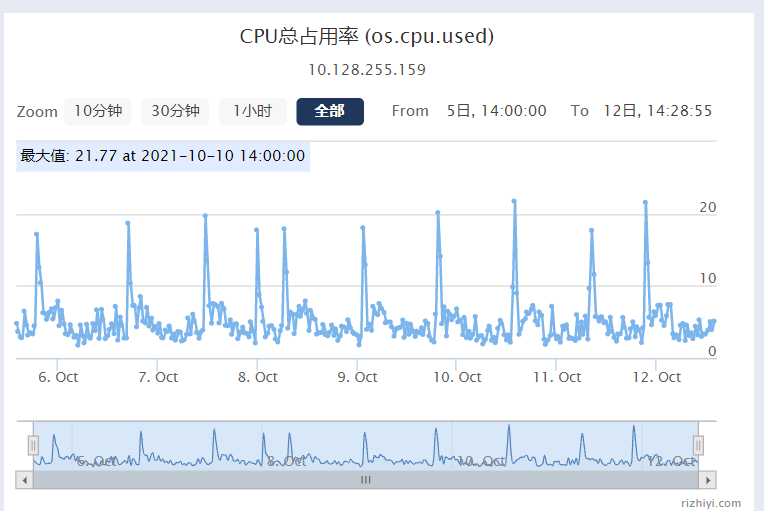 CPU总占用率 (os.cpu.used)
10.128.255.159
Zoom 10分钟 30分钟 1小时 全部 From 5日, 14:00:00 To 12日, 14:28:55
最大值: 21.77 at 2021-10-10 14:00:00
20
10
0
6. Oct 7. Oct 8. Oct 9. Oct 10. Oct 11. Oct 12. Oct
6. Oct 8. Oct 10. Oct 12. Oct
rizhiyi.com